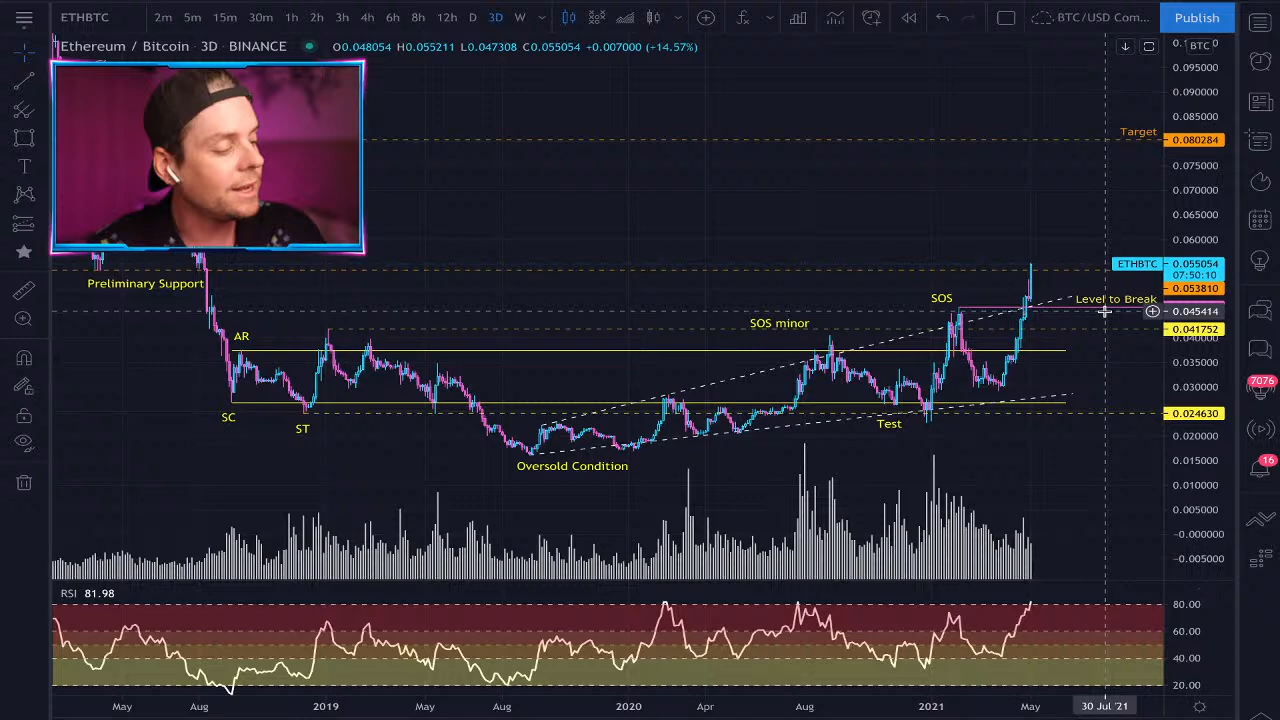 ETHBTC 2m 5m 15m 30m 1h 2h 3h 4h 6h 8h 12h D 3D W BTC/USD Com... Publish
Ethereum / Bitcoin · 3D · BINANCE O0.048054 H0.055211 L0.047308 C0.055054 +0.007000 (+14.57%)
BTC
0.095000
0.090000
0.085000
Target 0.080284
0.075000
0.070000
0.065000
0.060000
ETHBTC 0.055054
07:50:10
Preliminary Support
0.053810
SOS
Level to Break
0.045414
SOS minor
0.041752
AR
0.040000
0.035000
0.030000
SC
0.024630
ST
Test
0.020000
Oversold Condition
0.015000
0.010000
0.005000
-0.000000
-0.005000
7076
16
RSI 81.98
80.00
60.00
40.00
20.00
May Aug 2019 May Aug 2020 Apr Aug 2021 May 30 Jul '21